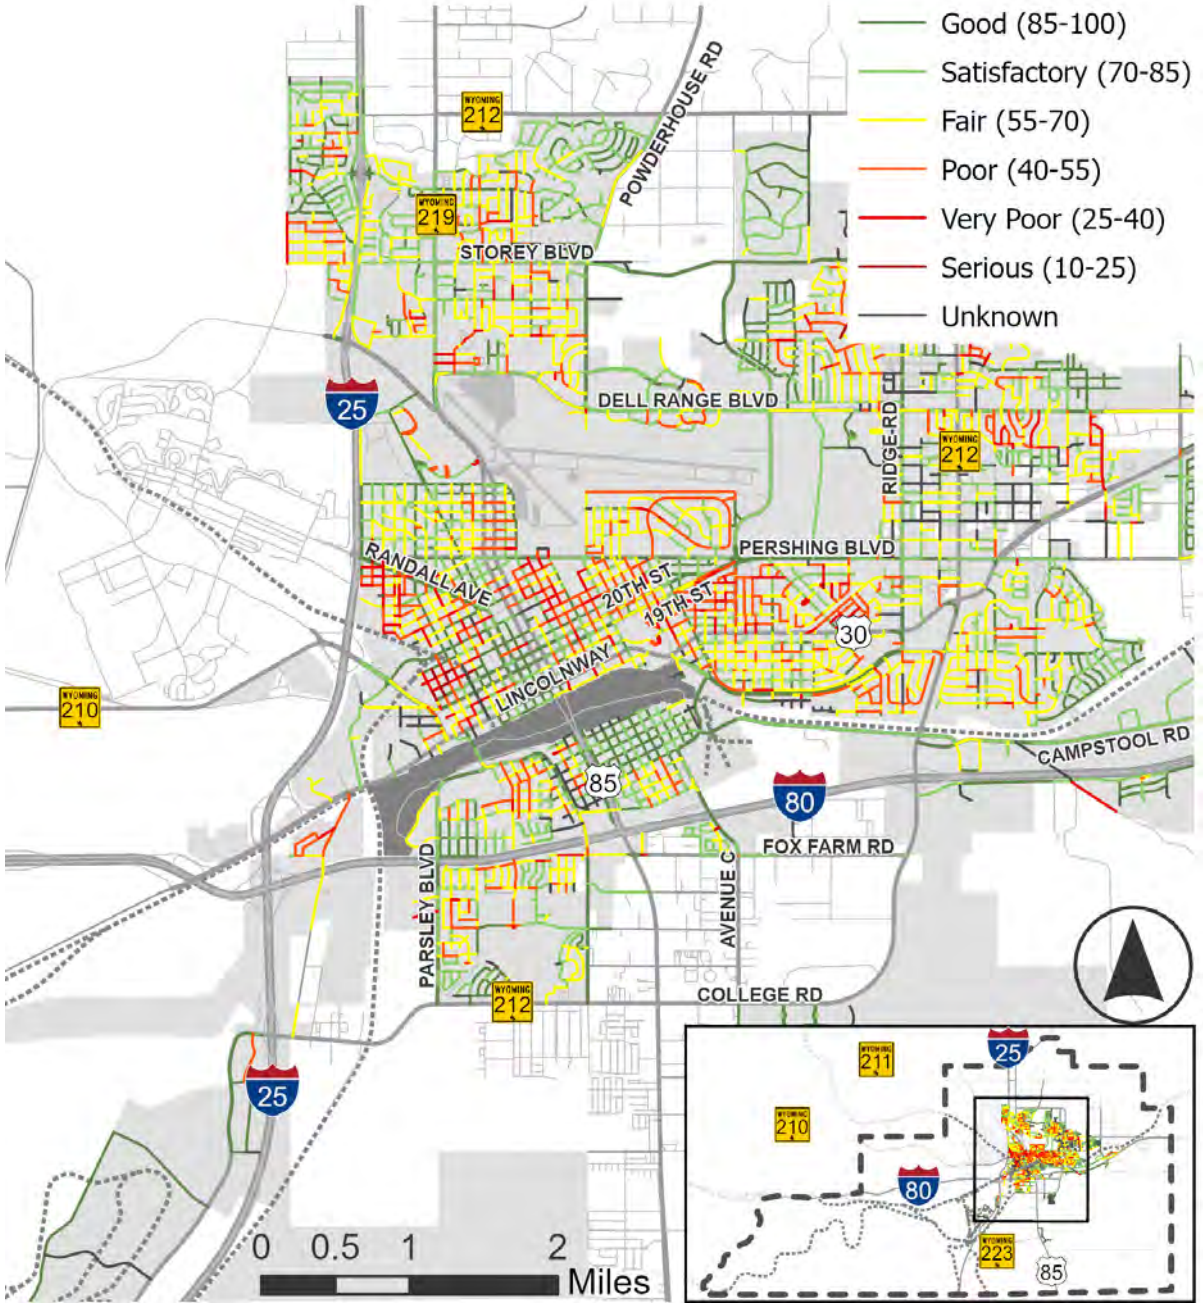 Good (85-100)
Satisfactory (70-85)
Fair (55-70)
Poor (40-55)
Very Poor (25-40)
Serious (10-25)
Unknown
POWDERHOUSE RD
WYOMING
212
WYOMING
219
STOREY BLVD
25
DELL RANGE BLVD
RIDGE RD
WYOMING
212
PERSHING BLVD
RANDALL AVE
20TH ST
19TH ST
30
LINCOLNWAY
WYOMING
210
CAMPSTOOL RD
85
80
FOX FARM RD
PARSLEY BLVD
AVENUE C
WYOMING
212
COLLEGE RD
25
0 0.5 1 2
Miles
25
WYOMING
211
WYOMING
210
80
WYOMING
223
85